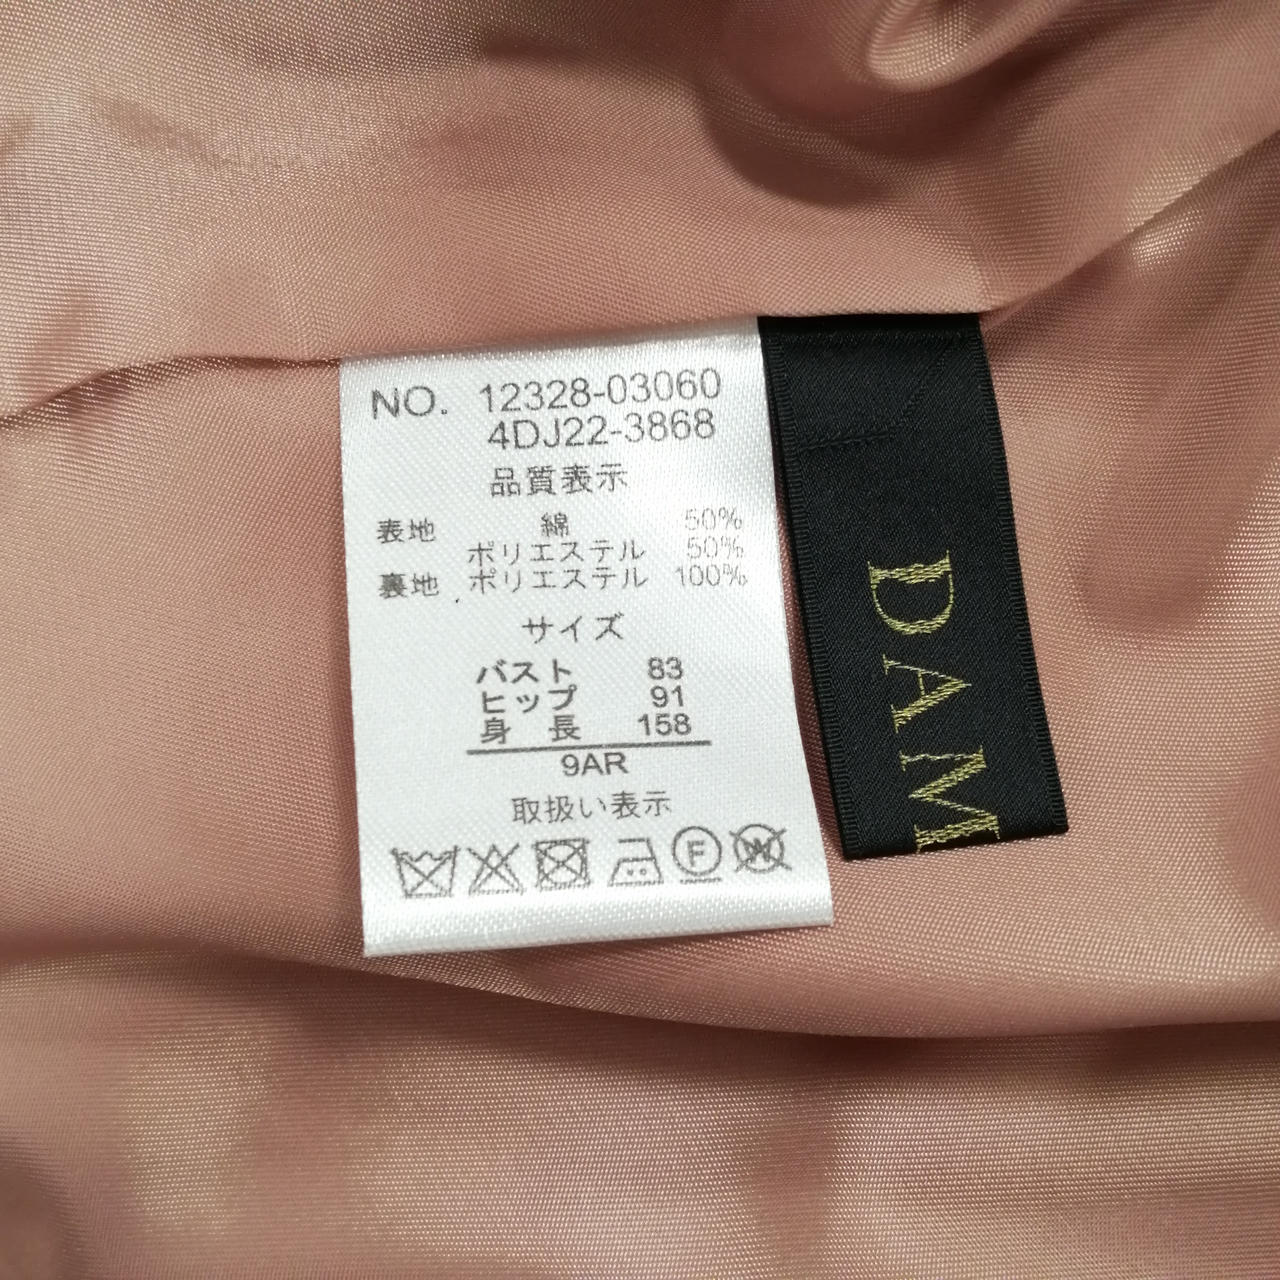 NO. 12328-03060
4DJ22-3868
品質表示
表地 綿 50%
ポリエステル 50%
裏地 ポリエステル 100%
サイズ
バスト 83
ヒップ 91
身長 158
9AR
取扱い表示
F W
DAM